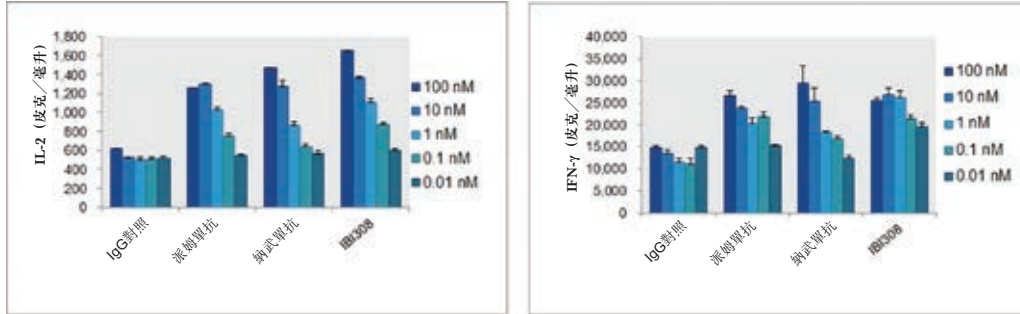 IL-2（皮克／毫升）
1,800
1,600
1,400
1,200
1,000
800
600
400
200
0
IgG對照
派姆單抗
納武單抗
IBI308
100 nM
10 nM
1 nM
0.1 nM
0.01 nM
IFN-γ（皮克／毫升）
40,000
35,000
30,000
25,000
20,000
15,000
10,000
5,000
0
IgG對照
派姆單抗
納武單抗
IBI308
100 nM
10 nM
1 nM
0.1 nM
0.01 nM